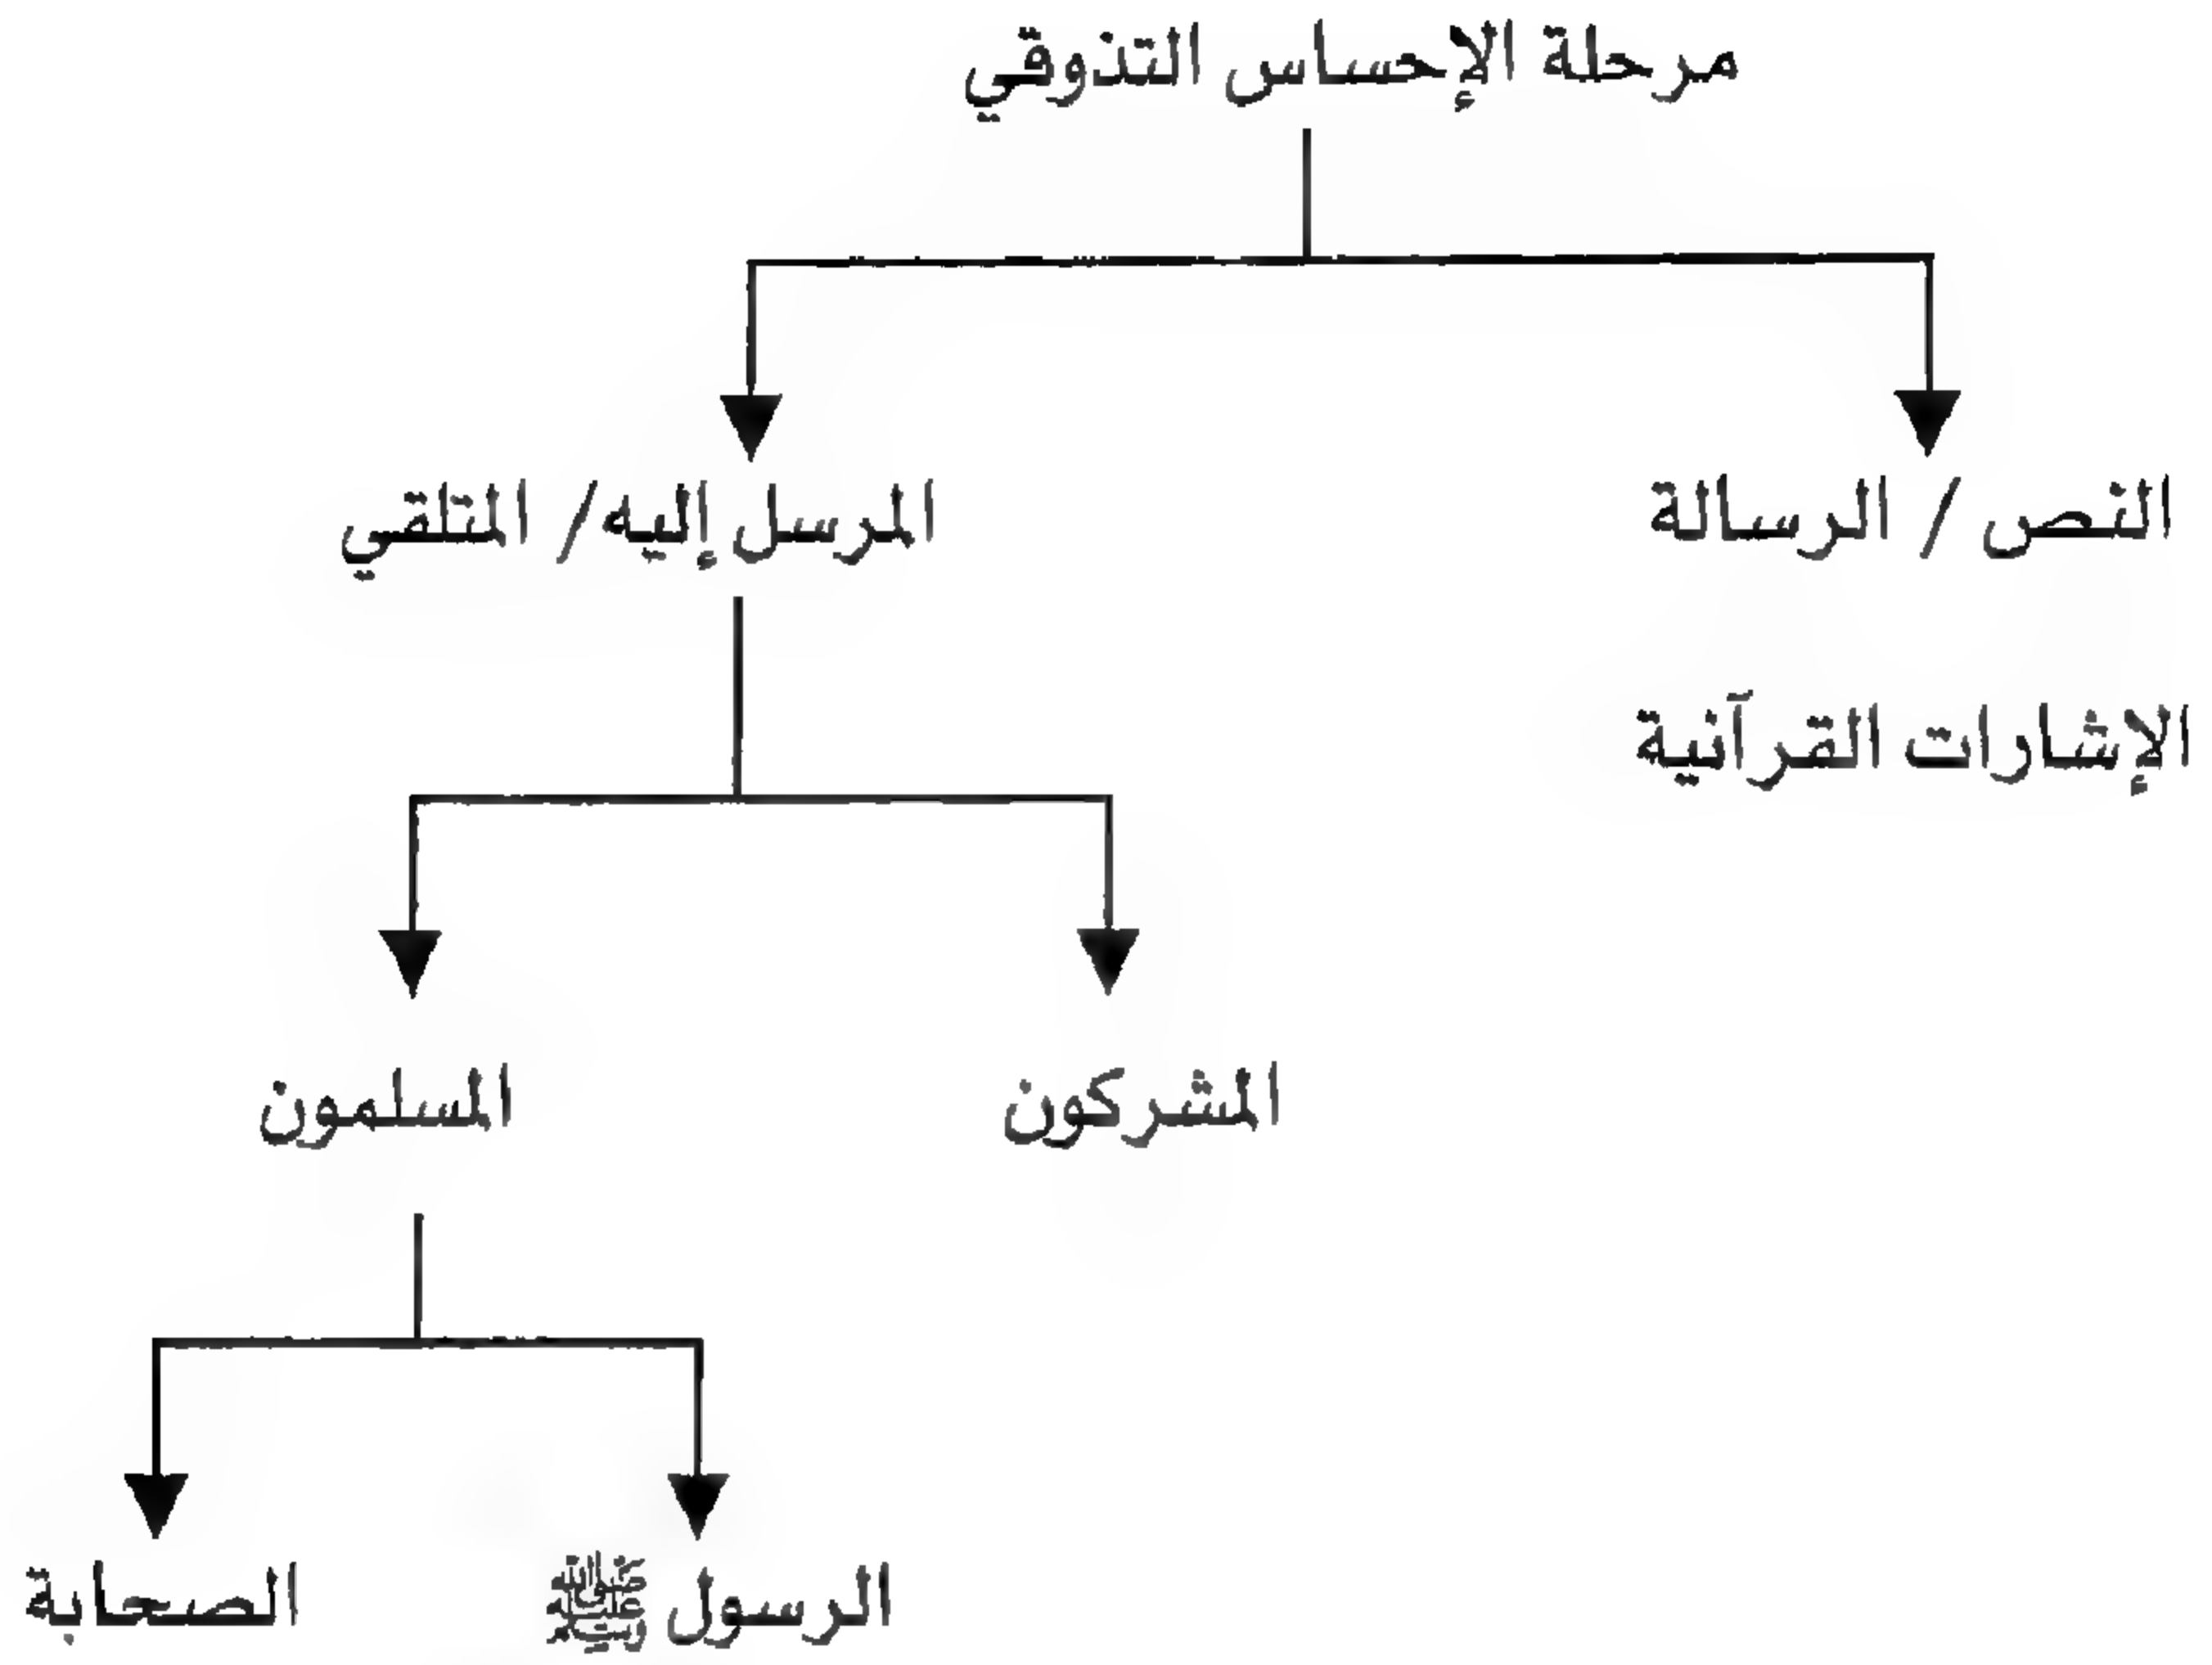 مرحلة الإحساس التذوقي
النص / الرسالة
المرسل إليه/ المتلقي
الإشارات القرآنية
المشركون
المسلمون
الرسول ﷺ
الصحابة